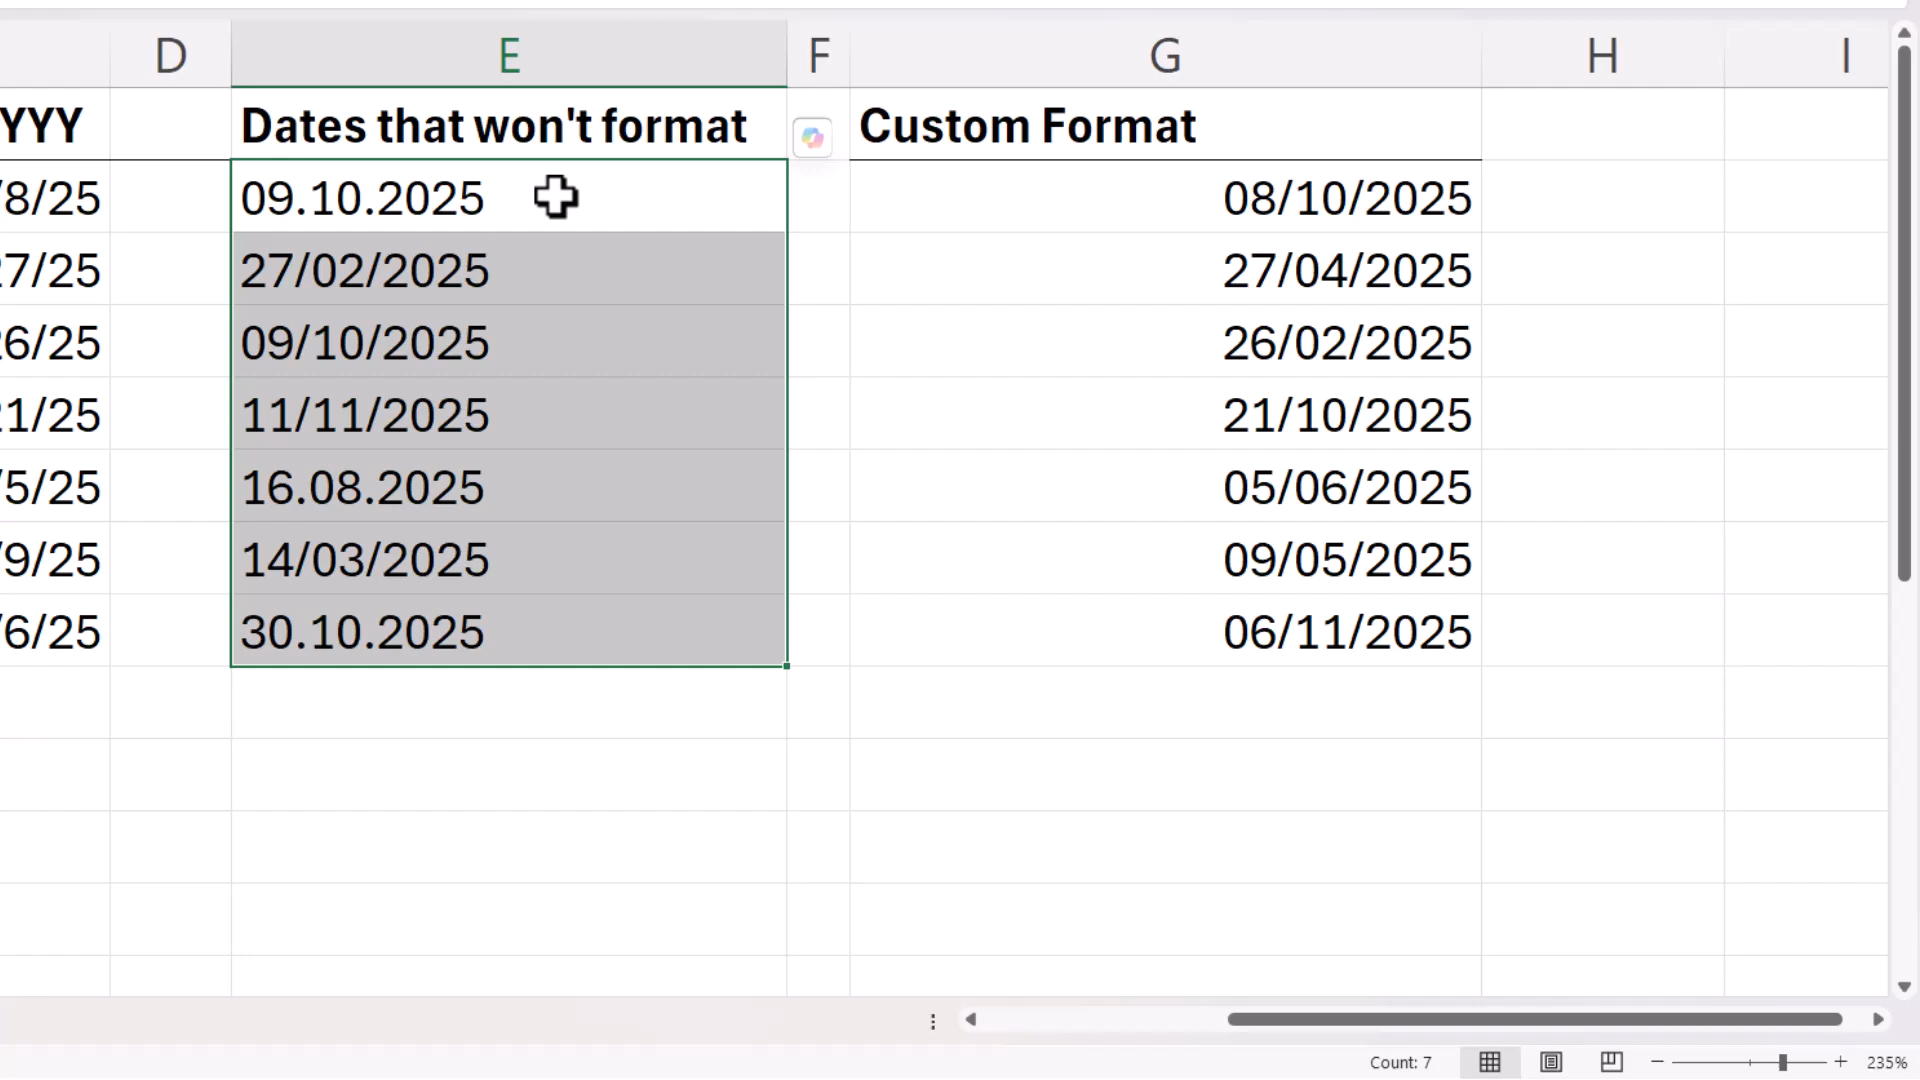 D E F G H I
YYY Dates that won't format Custom Format
/8/25 09.10.2025 08/10/2025
27/25 27/02/2025 27/04/2025
26/25 09/10/2025 26/02/2025
21/25 11/11/2025 21/10/2025
/5/25 16.08.2025 05/06/2025
/9/25 14/03/2025 09/05/2025
/6/25 30.10.2025 06/11/2025
Count: 7 235%